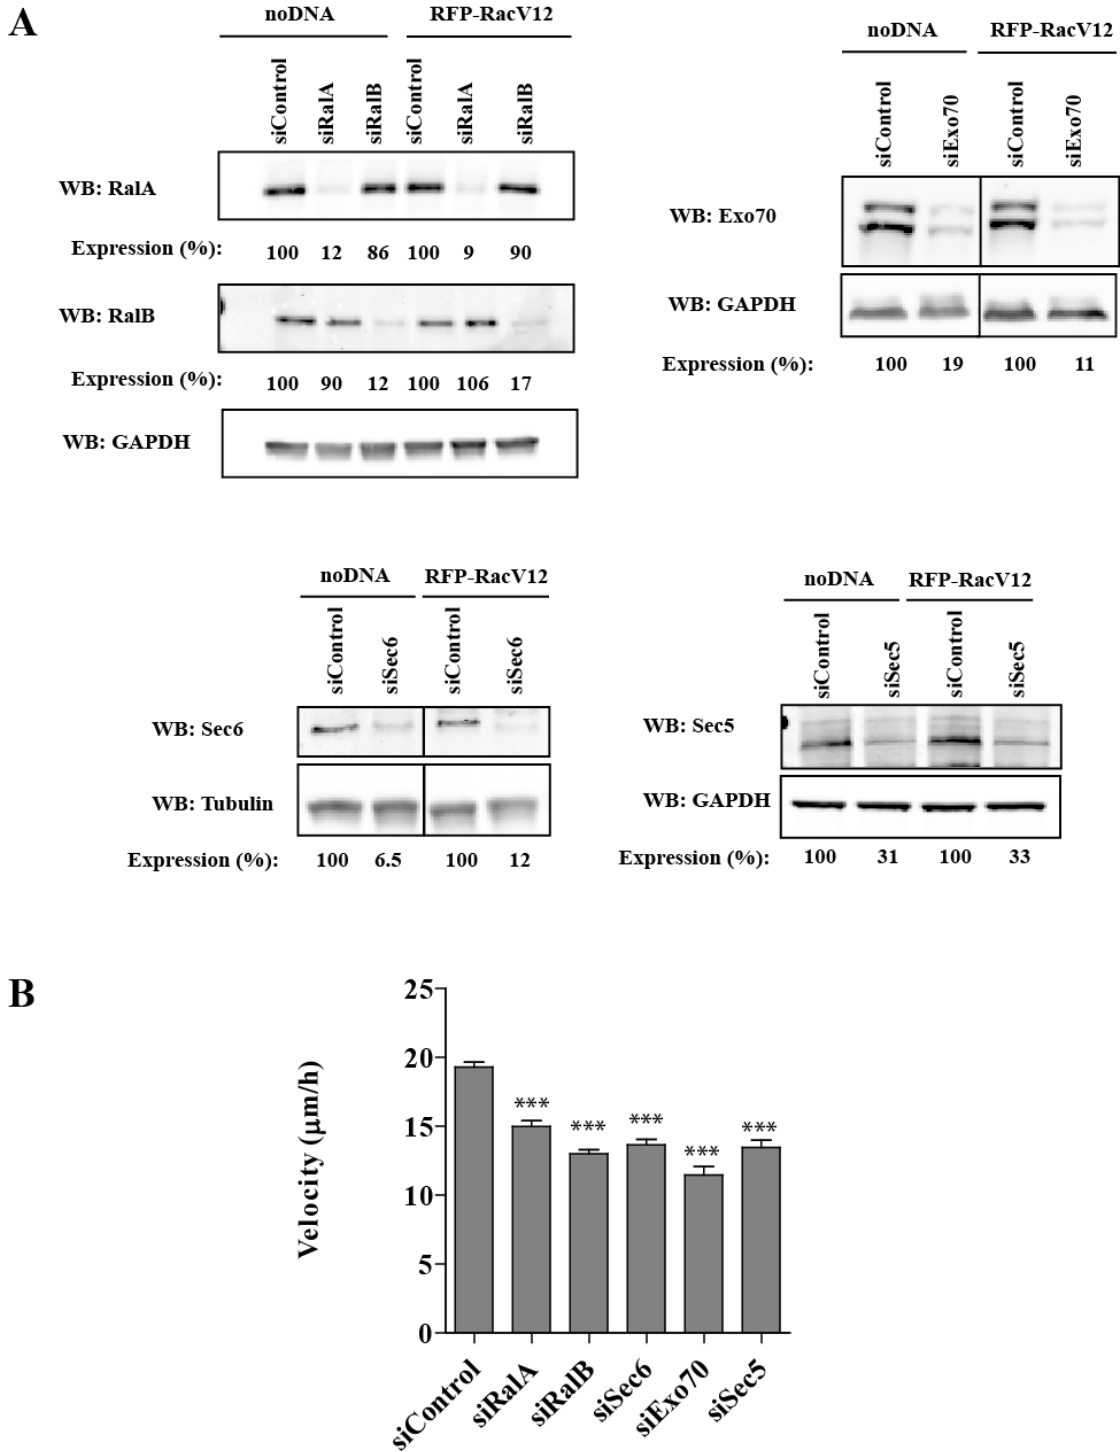 A
noDNA RFP-RacV12
siControl siRalA siRalB siControl siRalA siRalB
WB: RalA
Expression (%): 100 12 86 100 9 90
WB: RalB
Expression (%): 100 90 12 100 106 17
WB: GAPDH
noDNA RFP-RacV12
siControl siExo70 siControl siExo70
WB: Exo70
WB: GAPDH
Expression (%): 100 19 100 11
noDNA RFP-RacV12
siControl siSec6 siControl siSec6
WB: Sec6
WB: Tubulin
Expression (%): 100 6.5 100 12
noDNA RFP-RacV12
siControl siSec5 siControl siSec5
WB: Sec5
WB: GAPDH
Expression (%): 100 31 100 33
B
Velocity (μm/h)
25
20
15
10
5
0
*** *** *** *** ***
siControl siRalA siRalB siSec6 siExo70 siSec5